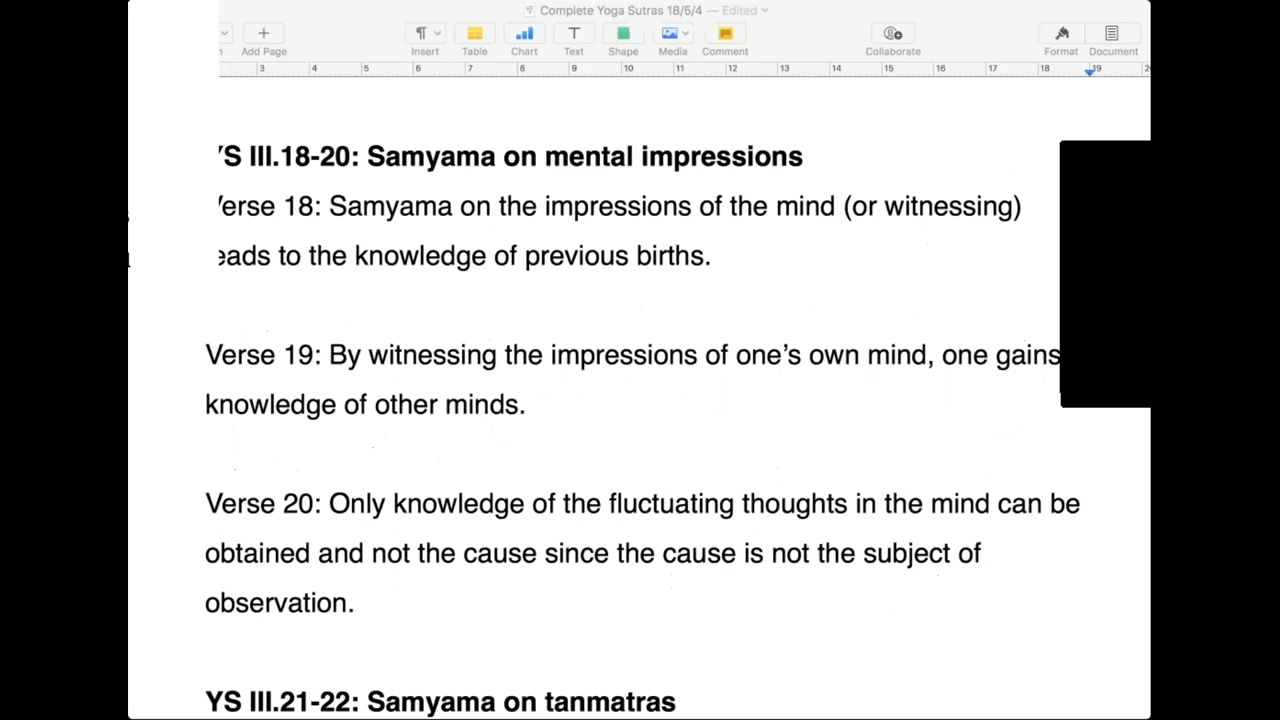 Complete Yoga Sutras 18/5/4 — Edited
Add Page Insert Table Chart Text Shape Media Comment Collaborate Format Document
3 4 5 6 7 8 9 10 11 12 13 14 15 16 17 18 19
YS III.18-20: Samyama on mental impressions
Verse 18: Samyama on the impressions of the mind (or witnessing)
eads to the knowledge of previous births.
Verse 19: By witnessing the impressions of one’s own mind, one gains
knowledge of other minds.
Verse 20: Only knowledge of the fluctuating thoughts in the mind can be
obtained and not the cause since the cause is not the subject of
observation.
YS III.21-22: Samyama on tanmatras